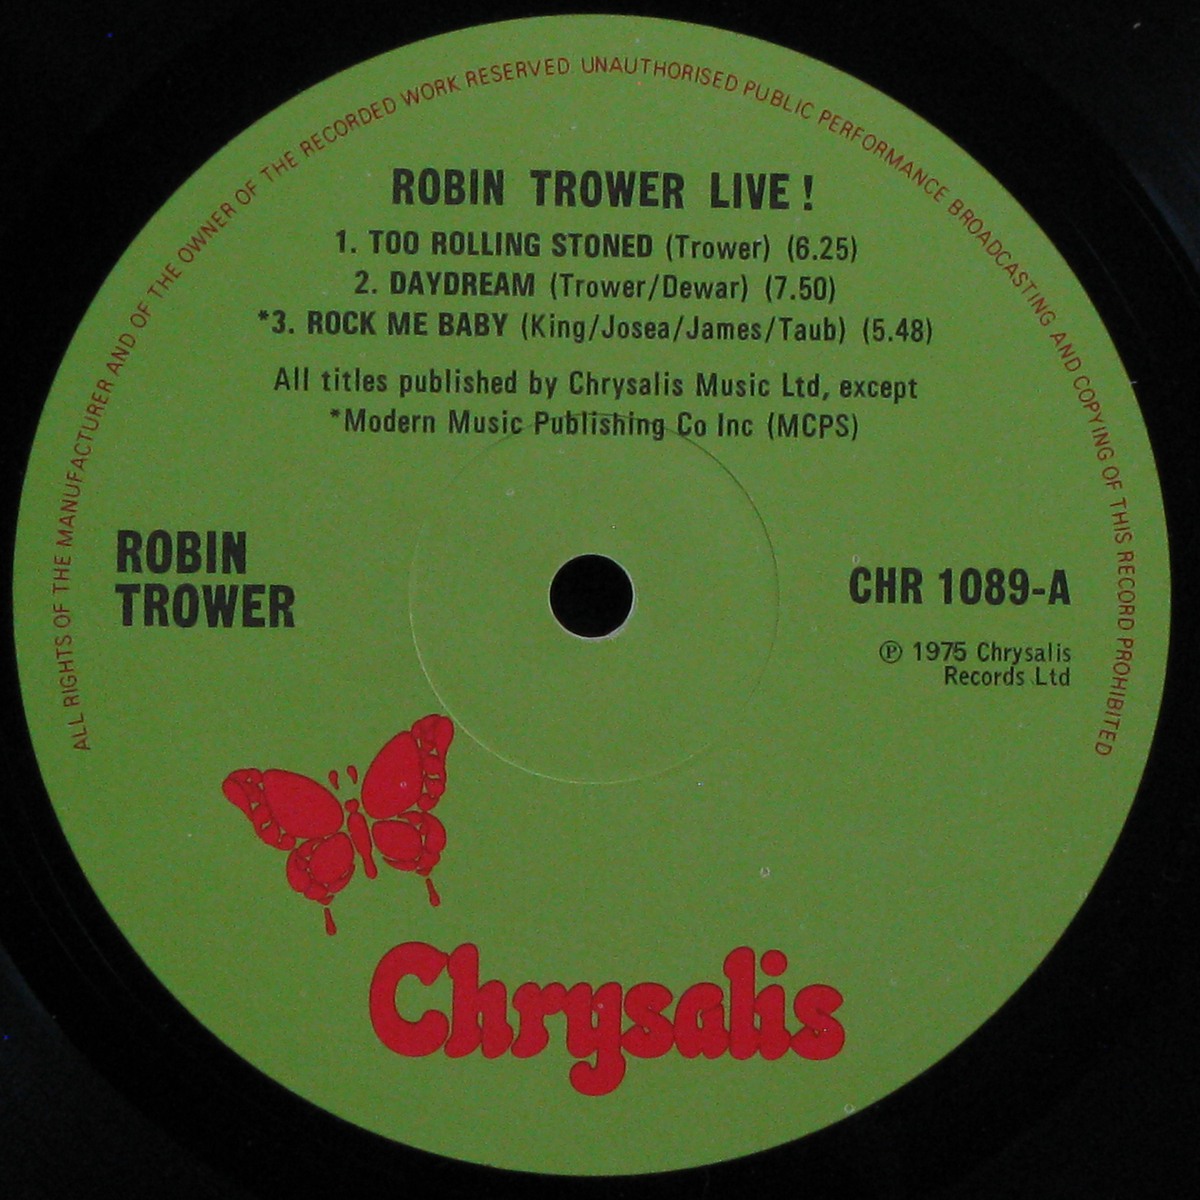 ALL RIGHTS OF THE MANUFACTURER AND OF THE OWNER OF THE RECORDED WORK RESERVED UNAUTHORISED PUBLIC PERFORMANCE BROADCASTING AND COPYING OF THIS RECORD PROHIBITED
ROBIN TROWER LIVE!
1. TOO ROLLING STONED (Trower) (6.25)
2. DAYDREAM (Trower/Dewar) (7.50)
*3. ROCK ME BABY (King/Josea/James/Taub) (5.48)
All titles published by Chrysalis Music Ltd, except
*Modern Music Publishing Co Inc (MCPS)
ROBIN
TROWER
CHR 1089-A
℗ 1975 Chrysalis
Records Ltd
Chrysalis